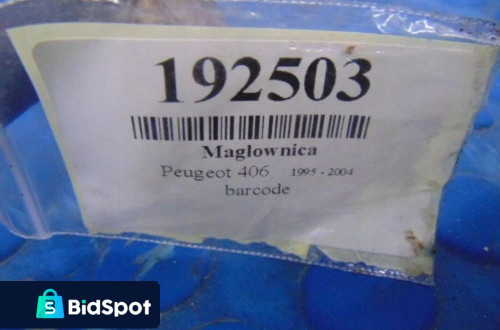 192503
Maglownica
Peugeot 406 1995 - 2004
barcode
BidSpot